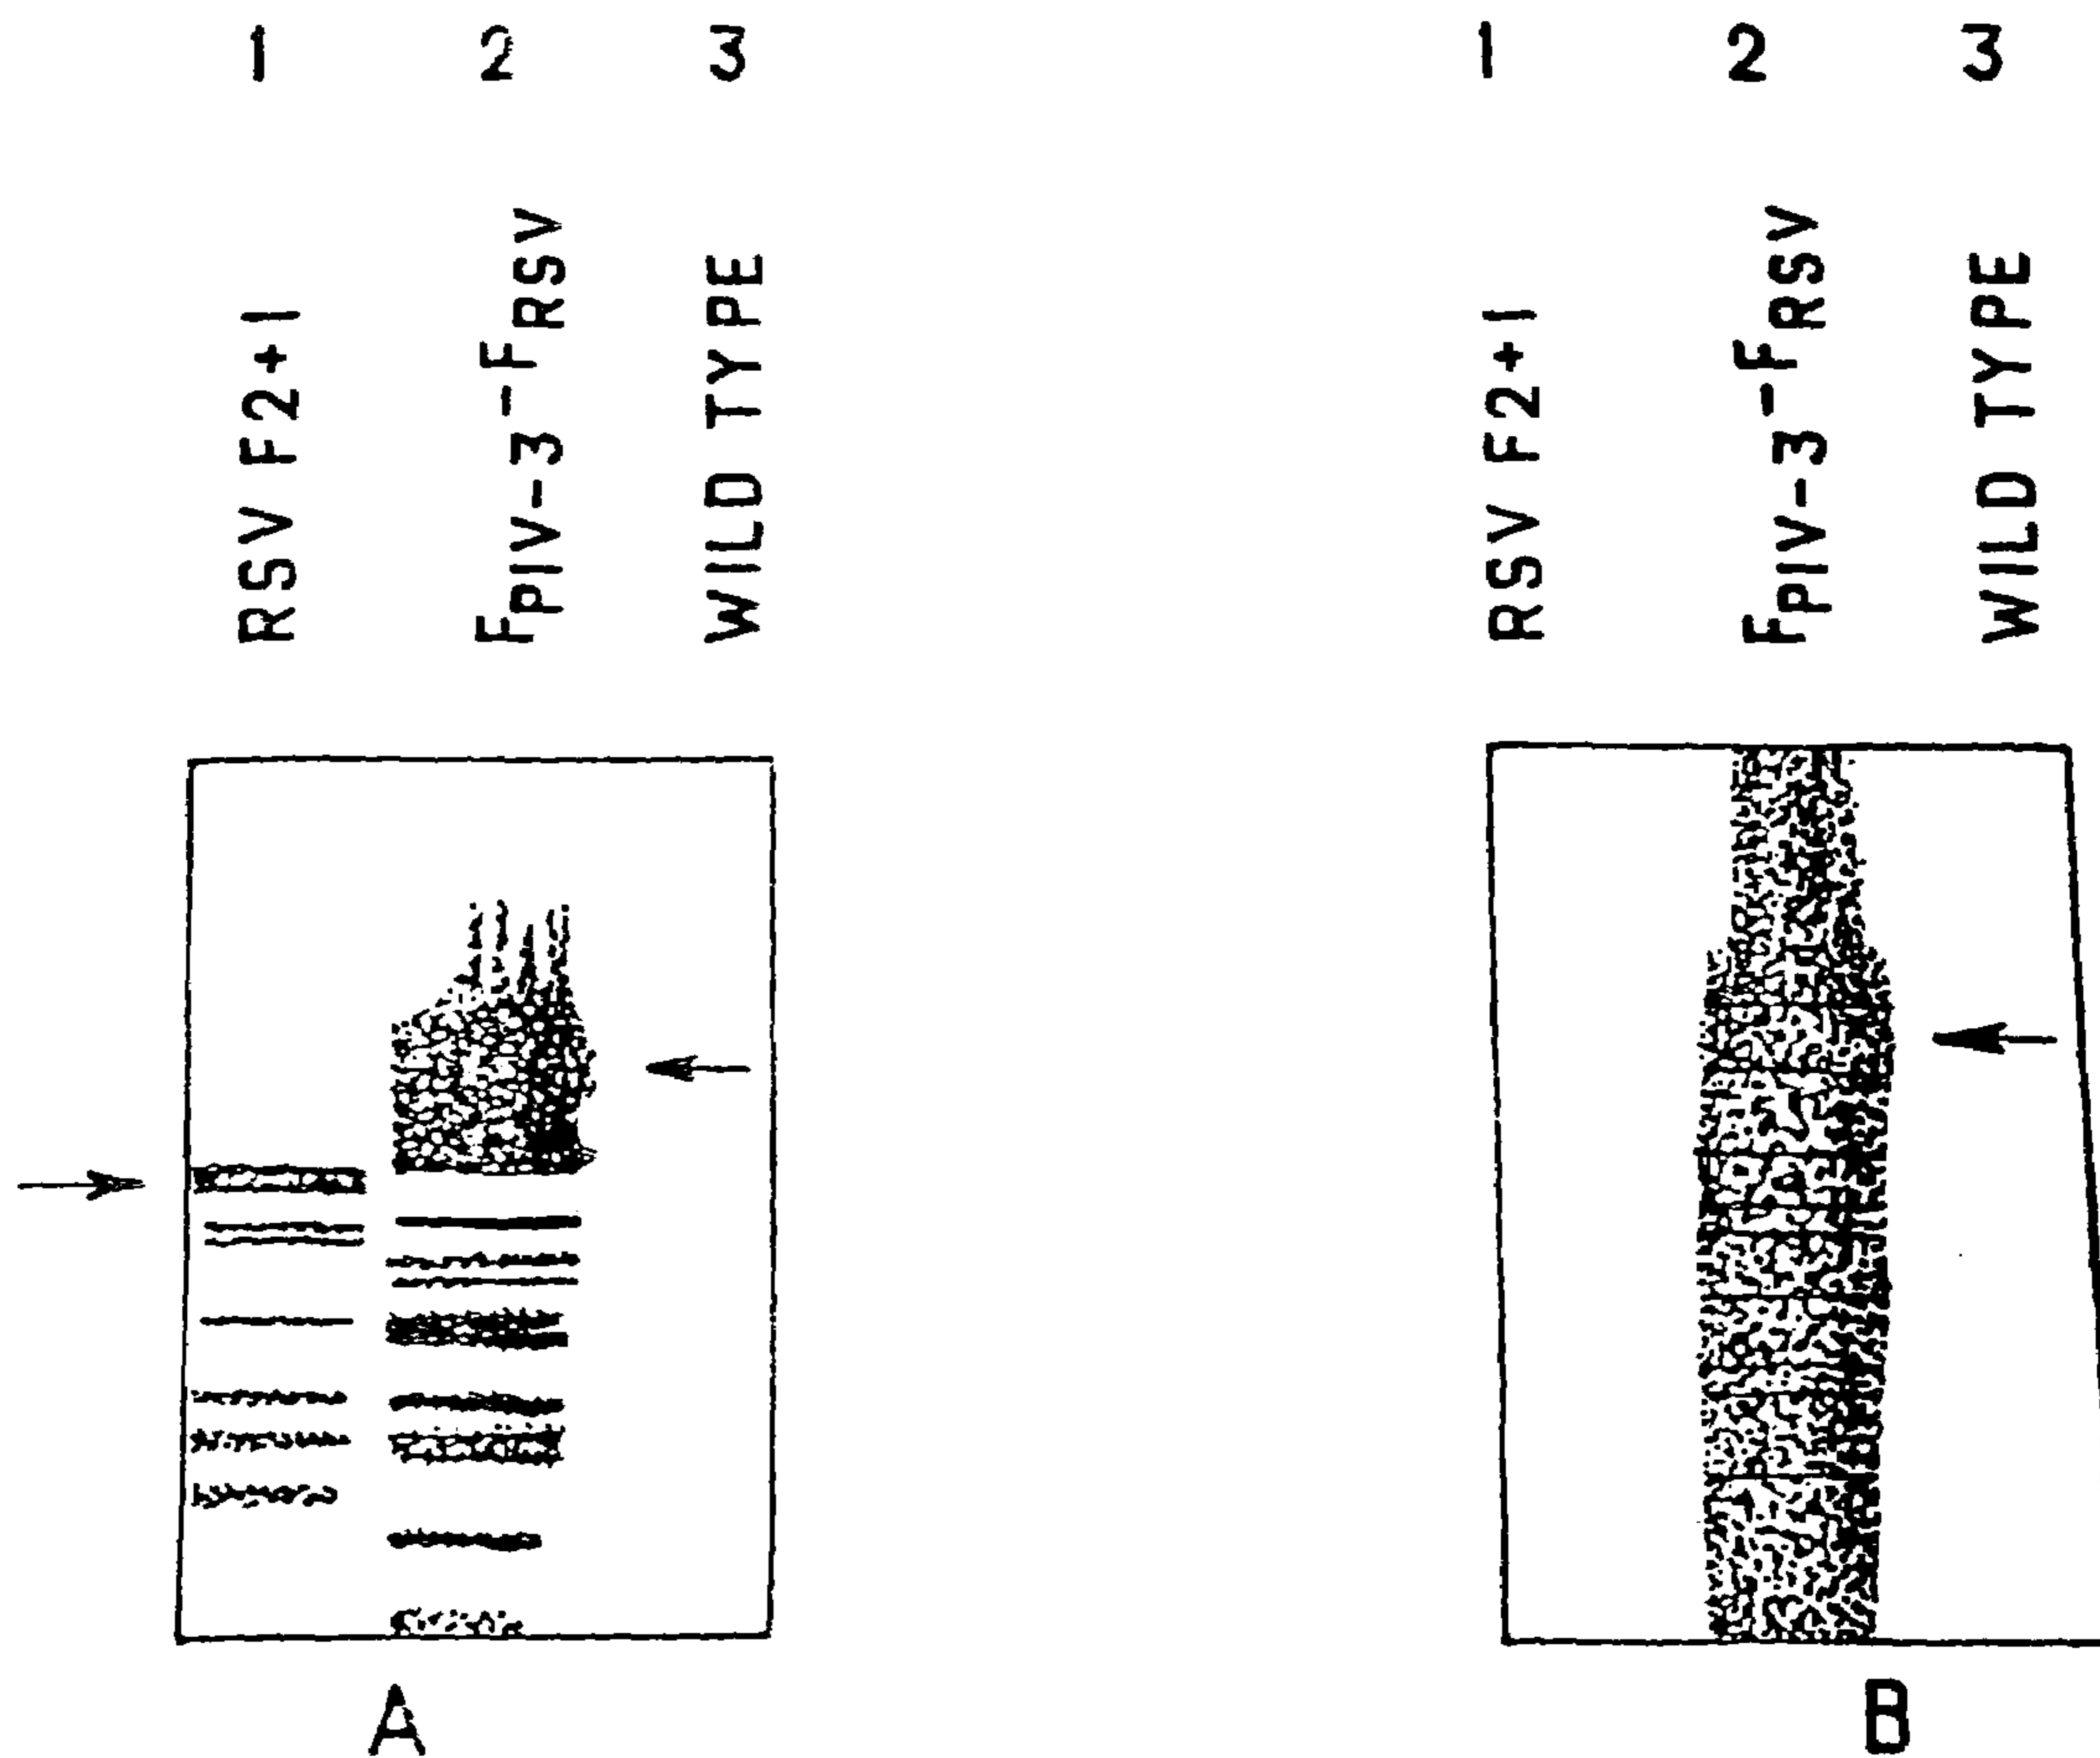 1 2 3
RSV F2+1
FPIV-3-FRSV
WILD TYPE
A
1 2 3
RSV F2+1
FPIV-3-FRSV
WILD TYPE
B